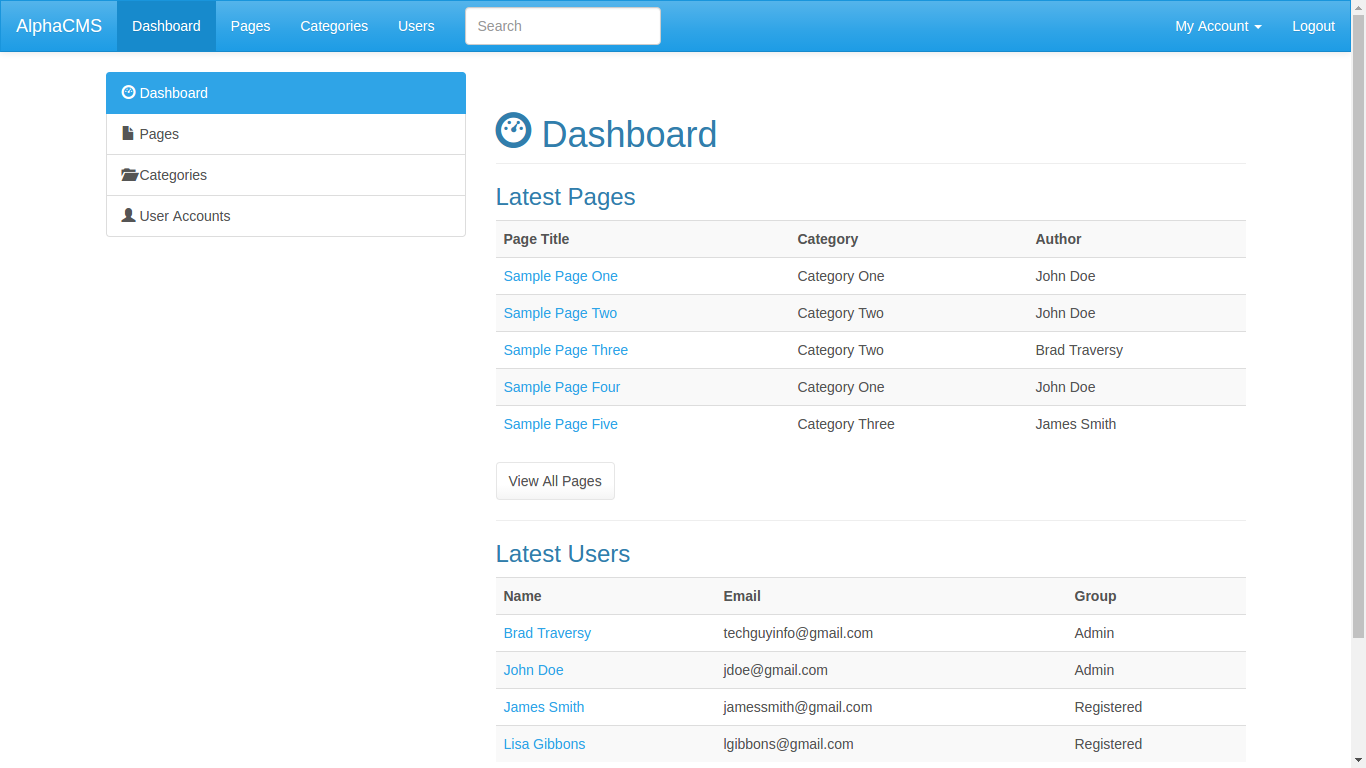 AlphaCMS Dashboard Pages Categories Users Search My Account Logout
Dashboard
Pages
Categories
User Accounts
Dashboard
Latest Pages
Page Title Category Author
Sample Page One Category One John Doe
Sample Page Two Category Two John Doe
Sample Page Three Category Two Brad Traversy
Sample Page Four Category One John Doe
Sample Page Five Category Three James Smith
View All Pages
Latest Users
Name Email Group
Brad Traversy techguyinfo@gmail.com Admin
John Doe jdoe@gmail.com Admin
James Smith jamessmith@gmail.com Registered
Lisa Gibbons lgibbons@gmail.com Registered